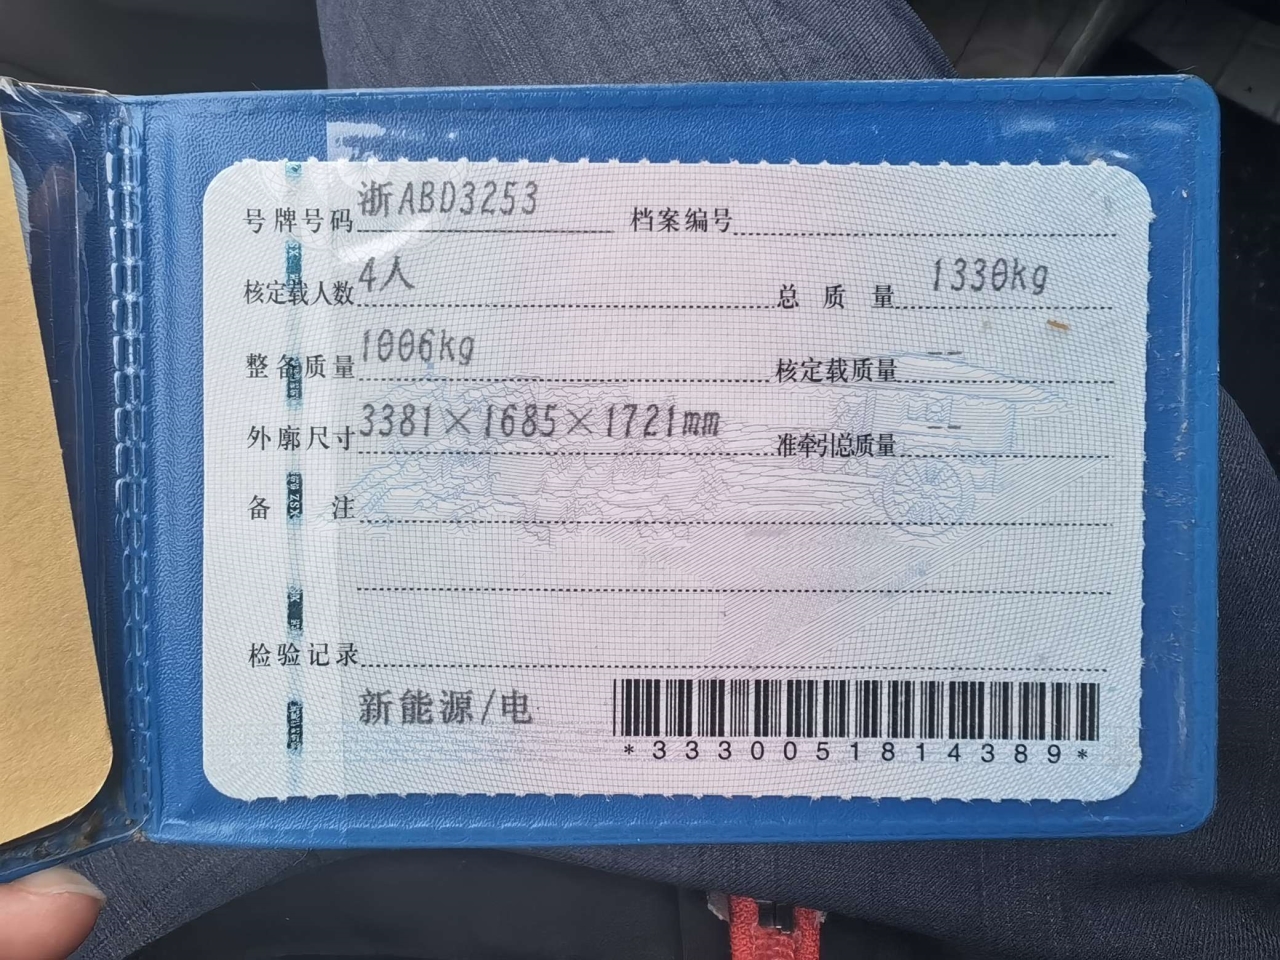 号牌号码 浙ABD3253 档案编号
核定载人数 4人 总质量 1330kg
整备质量 1006kg 核定载质量 --
外廓尺寸 3381×1685×1721mm 准牵引总质量 --
备注
检验记录
新能源/电
*3330051814389*